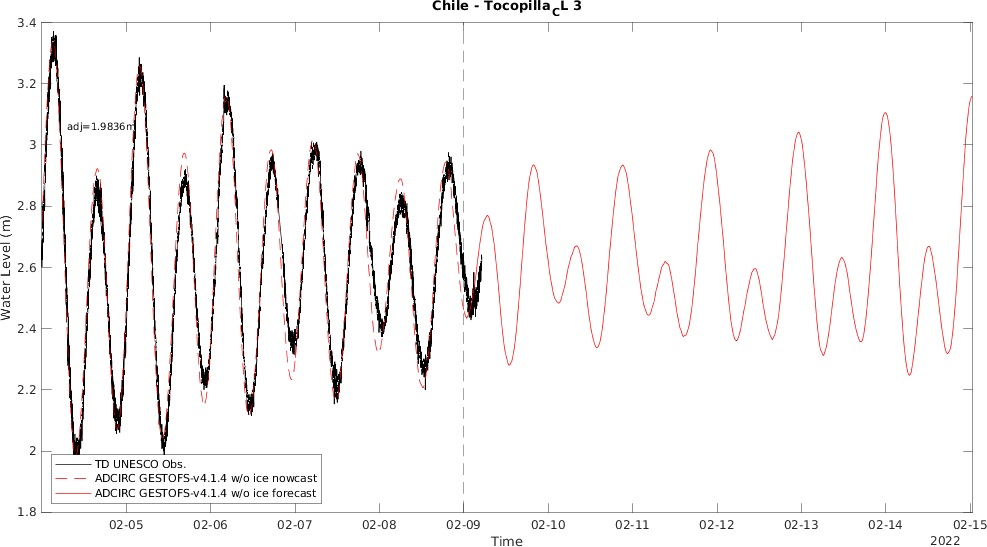 Chile - Tocopilla_CL 3
3.4
3.2
3
2.8
2.6
2.4
2.2
2
1.8
Water Level (m)
adj=1.9836m
TD UNESCO Obs.
ADCIRC GESTOFS-v4.1.4 w/o ice nowcast
ADCIRC GESTOFS-v4.1.4 w/o ice forecast
02-05 02-06 02-07 02-08 02-09 02-10 02-11 02-12 02-13 02-14 02-15
Time
2022